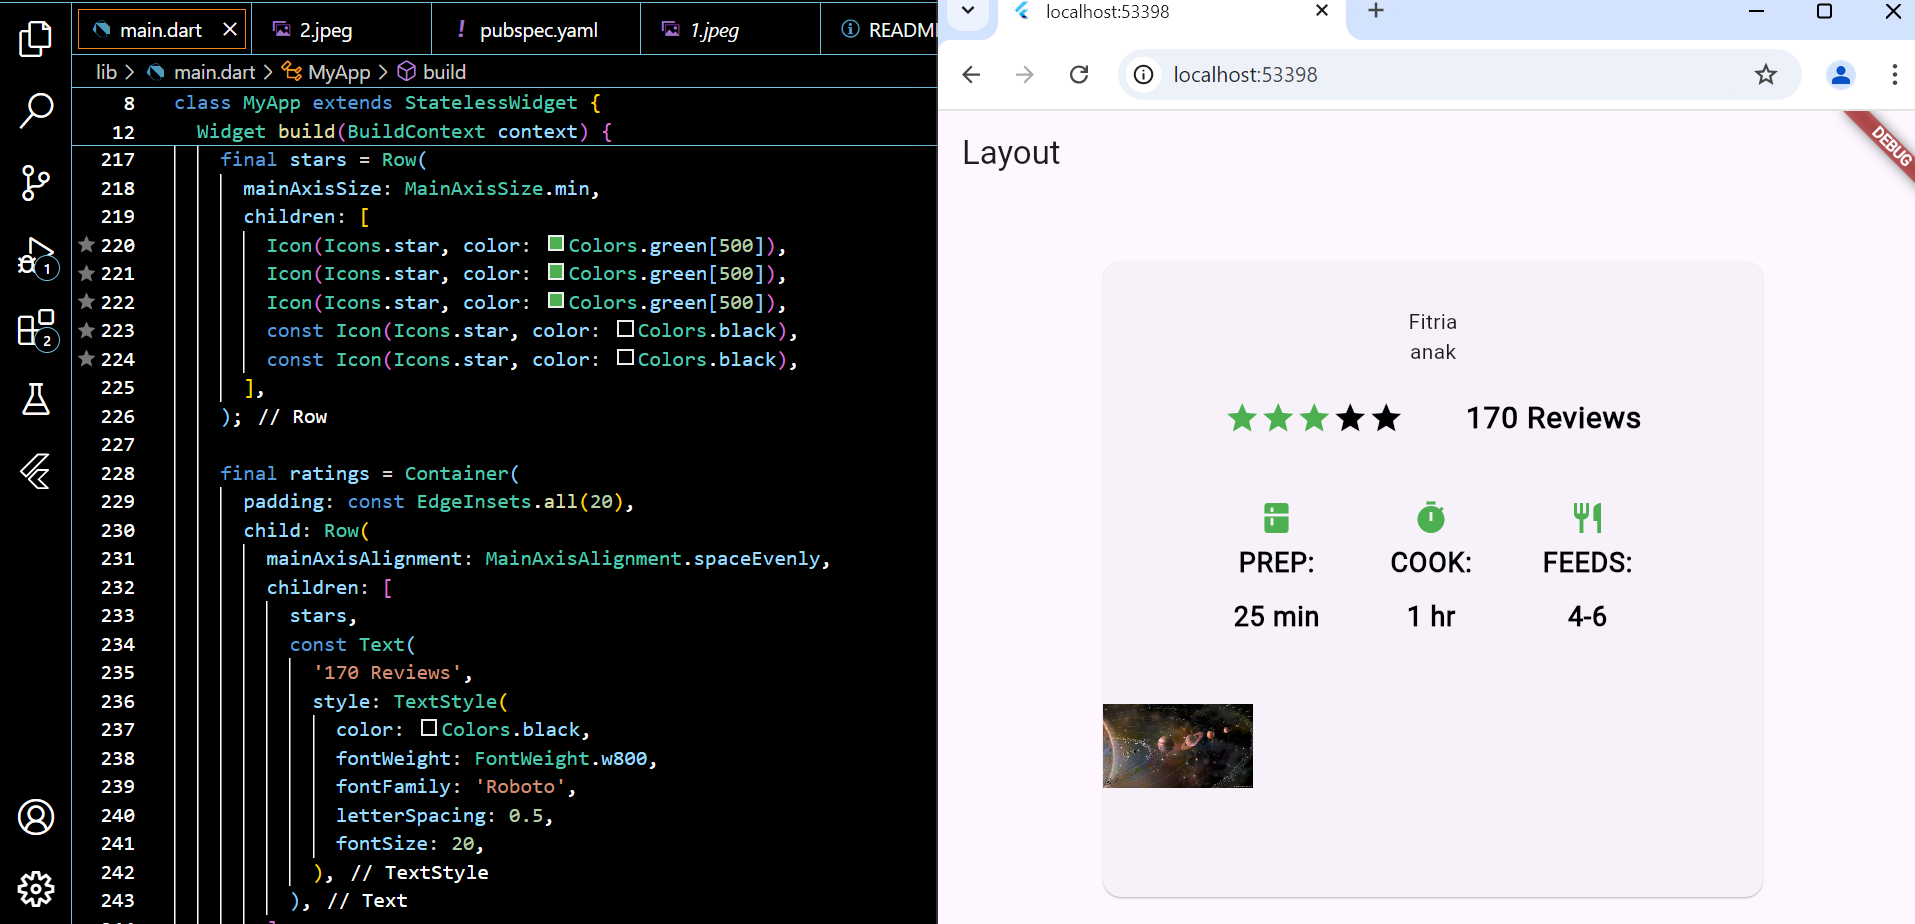 main.dart
2.jpeg
! pubspec.yaml
1.jpeg
README
lib > main.dart > MyApp > build
8 class MyApp extends StatelessWidget {
12 Widget build(BuildContext context) {
217 final stars = Row(
218 mainAxisSize: MainAxisSize.min,
219 children: [
220 Icon(Icons.star, color: Colors.green[500]),
221 Icon(Icons.star, color: Colors.green[500]),
222 Icon(Icons.star, color: Colors.green[500]),
223 const Icon(Icons.star, color: Colors.black),
224 const Icon(Icons.star, color: Colors.black),
225 ],
226 ); // Row
227
228 final ratings = Container(
229 padding: const EdgeInsets.all(20),
230 child: Row(
231 mainAxisAlignment: MainAxisAlignment.spaceEvenly,
232 children: [
233 stars,
234 const Text(
235 '170 Reviews',
236 style: TextStyle(
237 color: Colors.black,
238 fontWeight: FontWeight.w800,
239 fontFamily: 'Roboto',
240 letterSpacing: 0.5,
241 fontSize: 20,
242 ), // TextStyle
243 ), // Text
1
2
localhost:53398
localhost:53398
Layout
DEBUG
Fitria
anak
170 Reviews
PREP: COOK: FEEDS:
25 min 1 hr 4-6